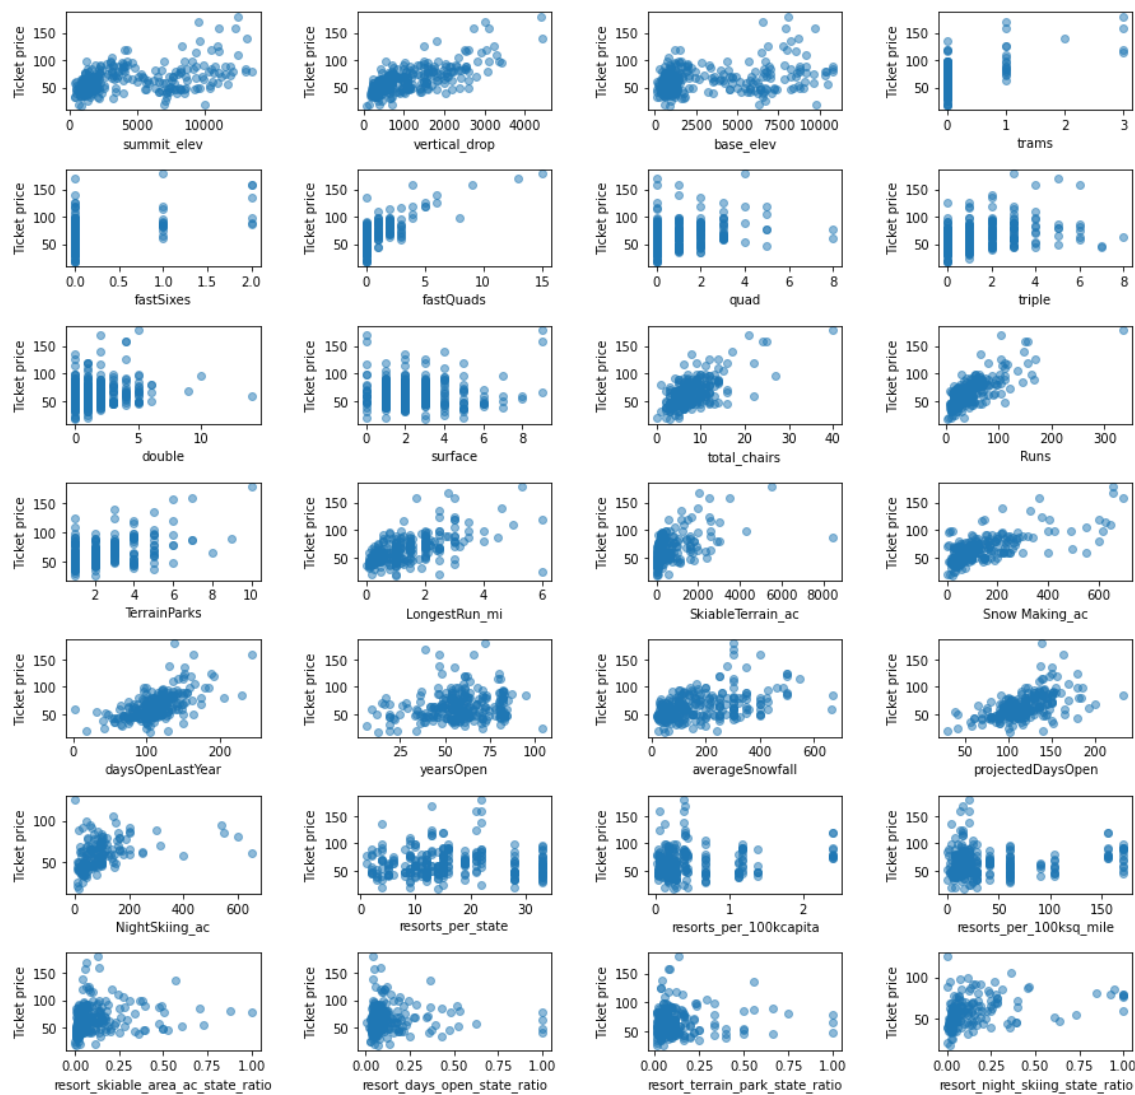 Ticket price 150 100 50 Ticket price 150 100 50 Ticket price 150 100 50 Ticket price 150 100 50
0 5000 10000 0 1000 2000 3000 4000 0 2500 5000 7500 10000 0 1 2 3
summit_elev vertical_drop base_elev trams
Ticket price 150 100 50 Ticket price 150 100 50 Ticket price 150 100 50 Ticket price 150 100 50
0.0 0.5 1.0 1.5 2.0 0 5 10 15 0 2 4 6 8 0 2 4 6 8
fastSixes fastQuads quad triple
Ticket price 150 100 50 Ticket price 150 100 50 Ticket price 150 100 50 Ticket price 150 100 50
0 5 10 0 2 4 6 8 0 10 20 30 40 0 100 200 300
double surface total_chairs Runs
Ticket price 150 100 50 Ticket price 150 100 50 Ticket price 150 100 50 Ticket price 150 100 50
2 4 6 8 10 0 2 4 6 0 2000 4000 6000 8000 0 200 400 600
TerrainParks LongestRun_mi SkiableTerrain_ac Snow Making_ac
Ticket price 150 100 50 Ticket price 150 100 50 Ticket price 150 100 50 Ticket price 150 100 50
0 100 200 25 50 75 100 0 200 400 600 50 100 150 200
daysOpenLastYear yearsOpen averageSnowfall projectedDaysOpen
Ticket price 100 50 Ticket price 150 100 50 Ticket price 150 100 50 Ticket price 150 100 50
0 200 400 600 0 10 20 30 0 1 2 0 50 100 150
NightSkiing_ac resorts_per_state resorts_per_100kcapita resorts_per_100ksq_mile
Ticket price 150 100 50 Ticket price 150 100 50 Ticket price 150 100 50 Ticket price 100 50
0.00 0.25 0.50 0.75 1.00 0.00 0.25 0.50 0.75 1.00 0.00 0.25 0.50 0.75 1.00 0.00 0.25 0.50 0.75 1.00
resort_skiable_area_ac_state_ratio resort_days_open_state_ratio resort_terrain_park_state_ratio resort_night_skiing_state_ratio